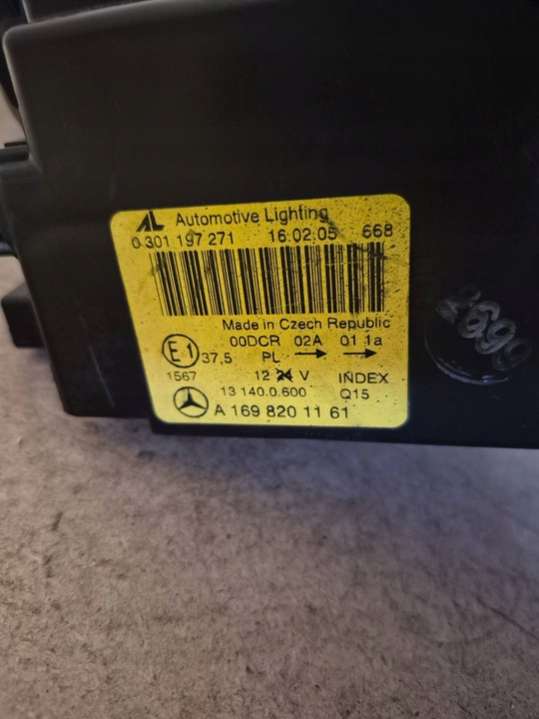 AL Automotive Lighting
0 301 197 271 16.02.05 668
Made in Czech Republic
00DCR 02A 01 1a
E1 37,5 PL → →
1567 12 24 V INDEX
13 140.0.600 Q15
A 169 820 11 61